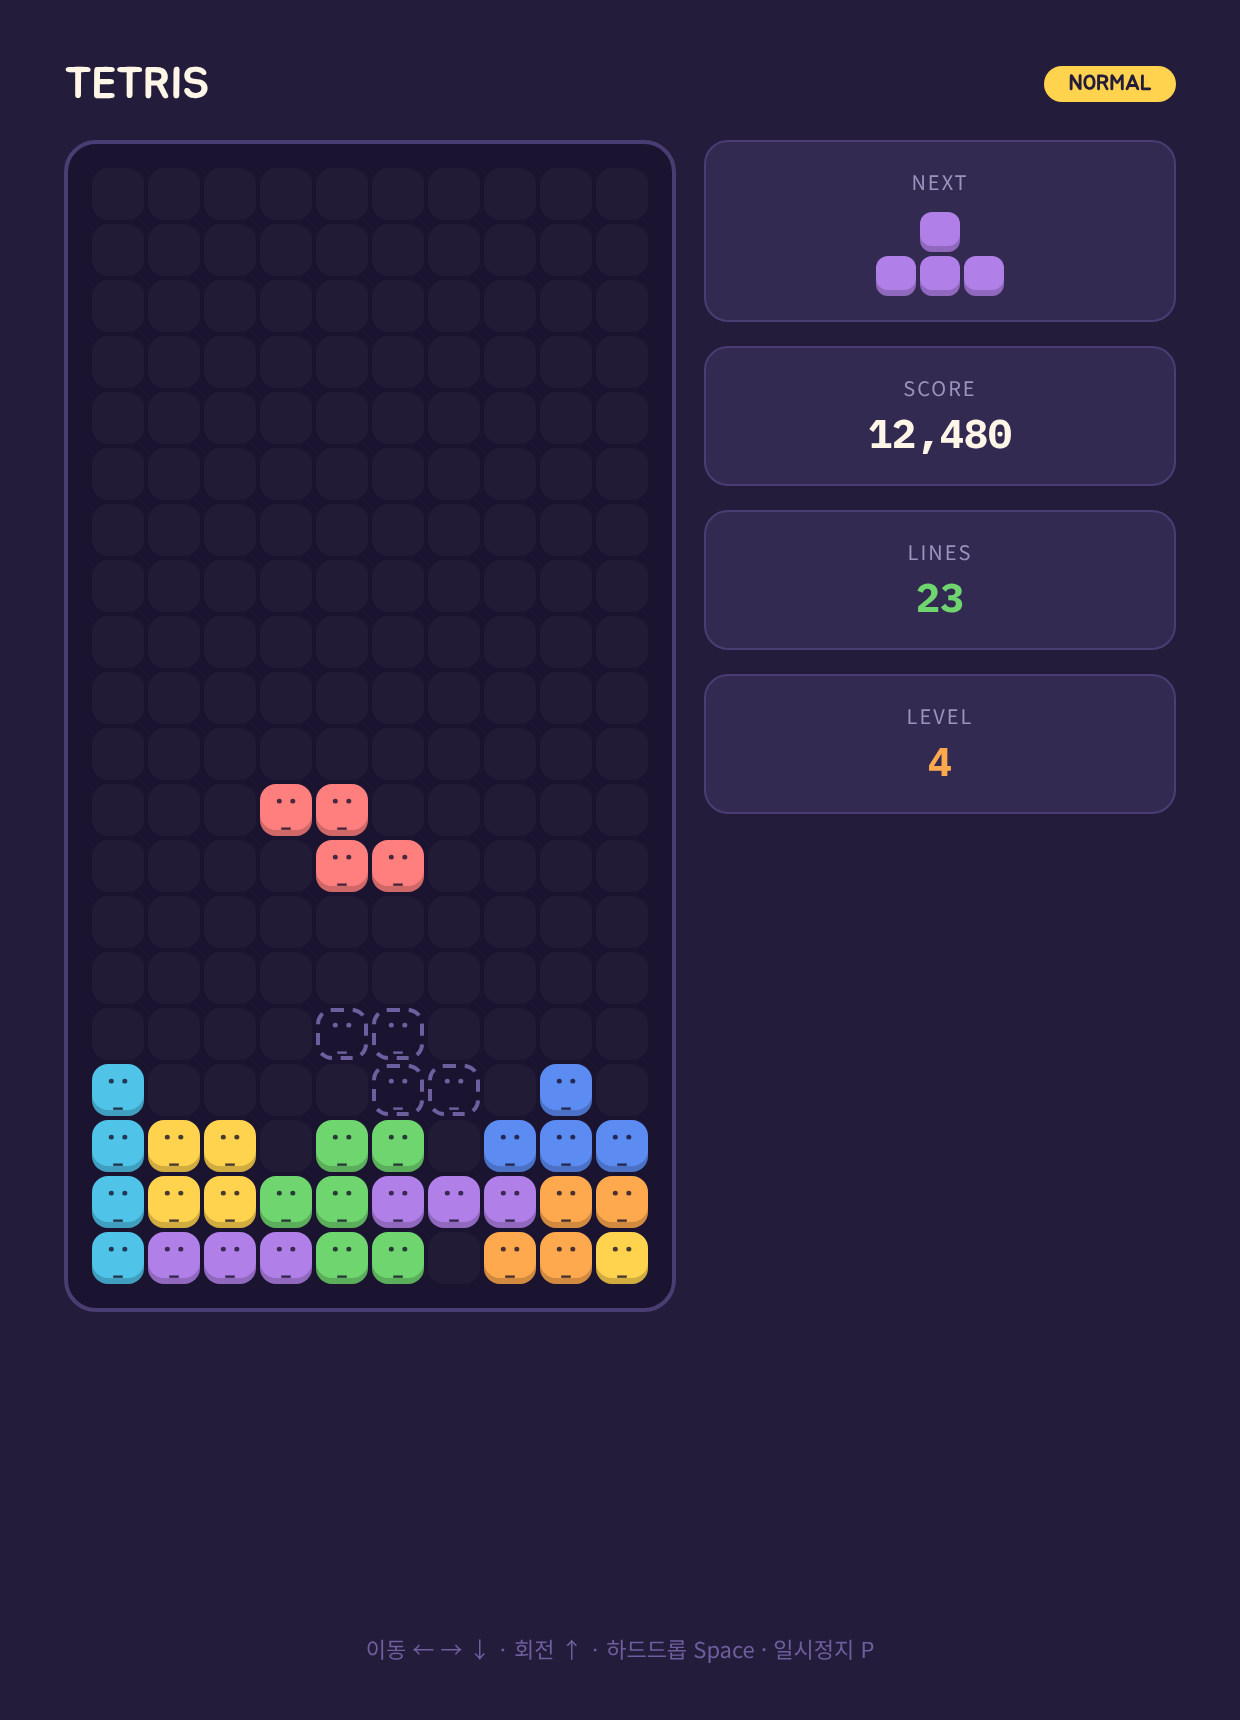 TETRIS
NORMAL
NEXT
SCORE
12,480
LINES
23
LEVEL
4
이동 ← → ↓ · 회전 ↑ · 하드드롭 Space · 일시정지 P